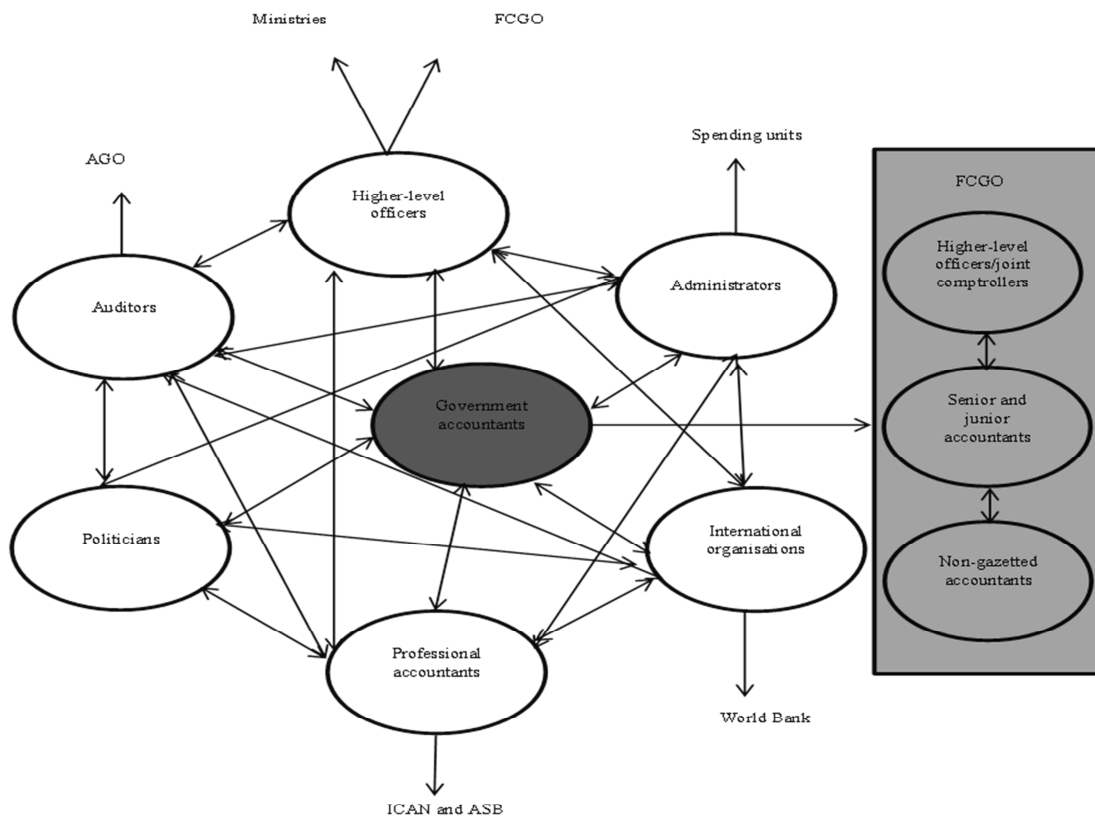 Ministries
FCGO
AGO
Higher-level
officers
Spending units
Auditors
Administrators
Government
accountants
Politicians
International
organisations
Professional
accountants
World Bank
ICAN and ASB
FCGO
Higher-level
officers/joint
comptrollers
Senior and
junior
accountants
Non-gazetted
accountants